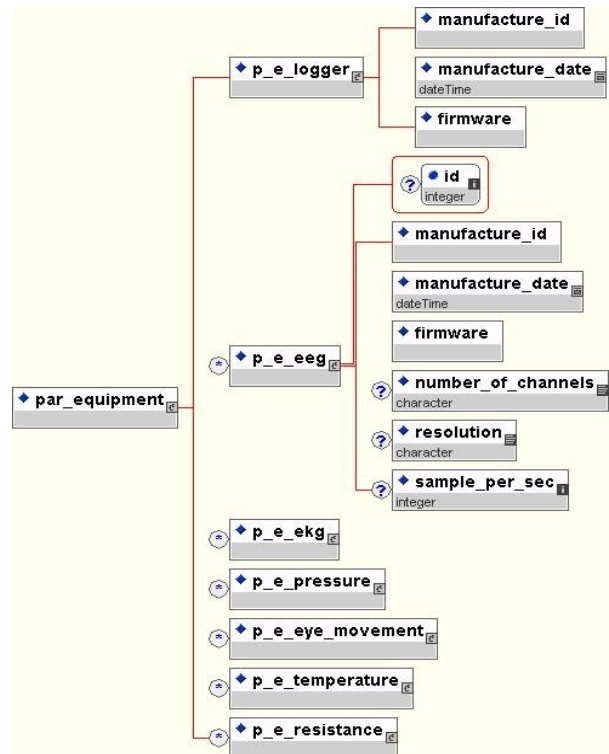 manufacture_id
p_e_logger
manufacture_date
dateTime
firmware
? id
integer
manufacture_id
manufacture_date
dateTime
firmware
* p_e_eeg
par_equipment
? number_of_channels
character
? resolution
character
? sample_per_sec
integer
* p_e_ekg
* p_e_pressure
* p_e_eye_movement
* p_e_temperature
* p_e_resistance